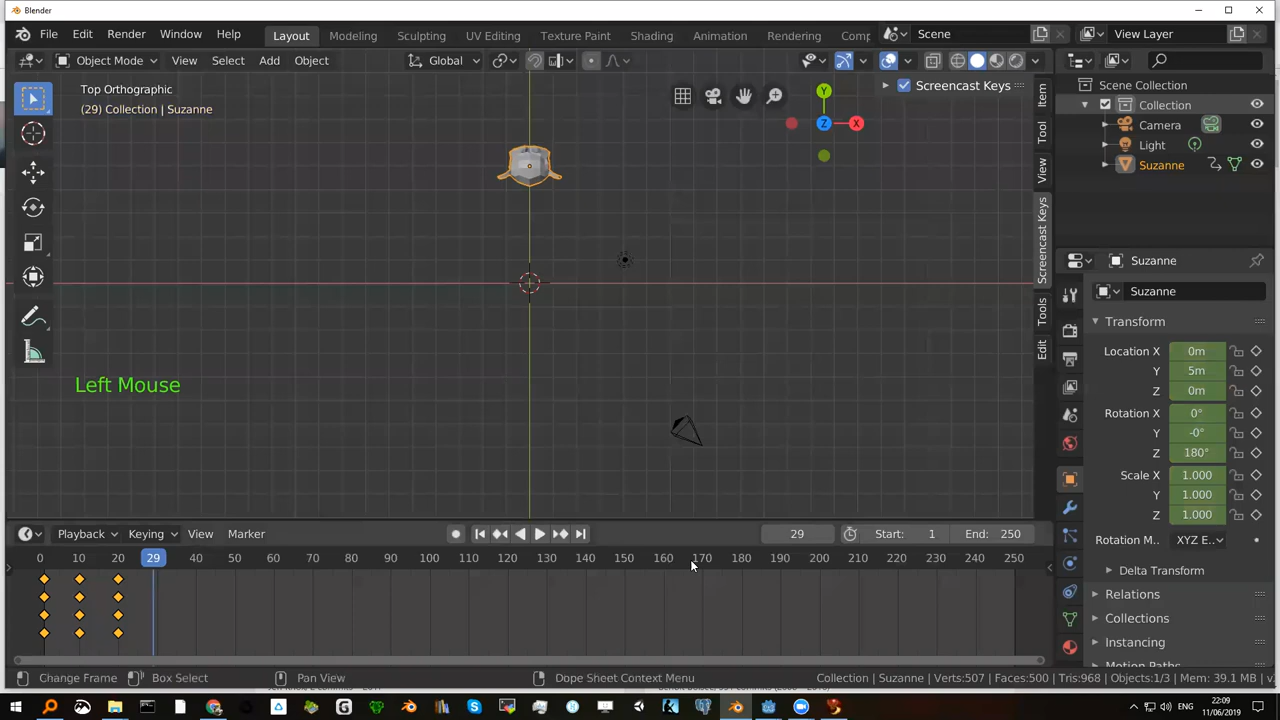 Blender
File Edit Render Window Help Layout Modeling Sculpting UV Editing Texture Paint Shading Animation Rendering Comp Scene View Layer
Object Mode View Select Add Object Global
Top Orthographic
(29) Collection | Suzanne
Screencast Keys
Y
Z
X
Item
Tool
View
Screencast Keys
Tools
Edit
Scene Collection
Collection
Camera
Light
Suzanne
Suzanne
Suzanne
Transform
Location X 0m
Y 5m
Z 0m
Rotation X 0°
Y -0°
Z 180°
Scale X 1.000
Y 1.000
Z 1.000
Rotation M.. XYZ E..
Delta Transform
Relations
Collections
Instancing
Motion Paths
Left Mouse
Playback Keying View Marker 29 Start: 1 End: 250
0 10 20 29 40 50 60 70 80 90 100 110 120 130 140 150 160 170 180 190 200 210 220 230 240 250
Change Frame Box Select Pan View Dope Sheet Context Menu Collection | Suzanne | Verts:507 | Faces:500 | Tris:968 | Objects:1/3 | Mem: 39.1 MB | v.
ENG
22:09
11/06/2019